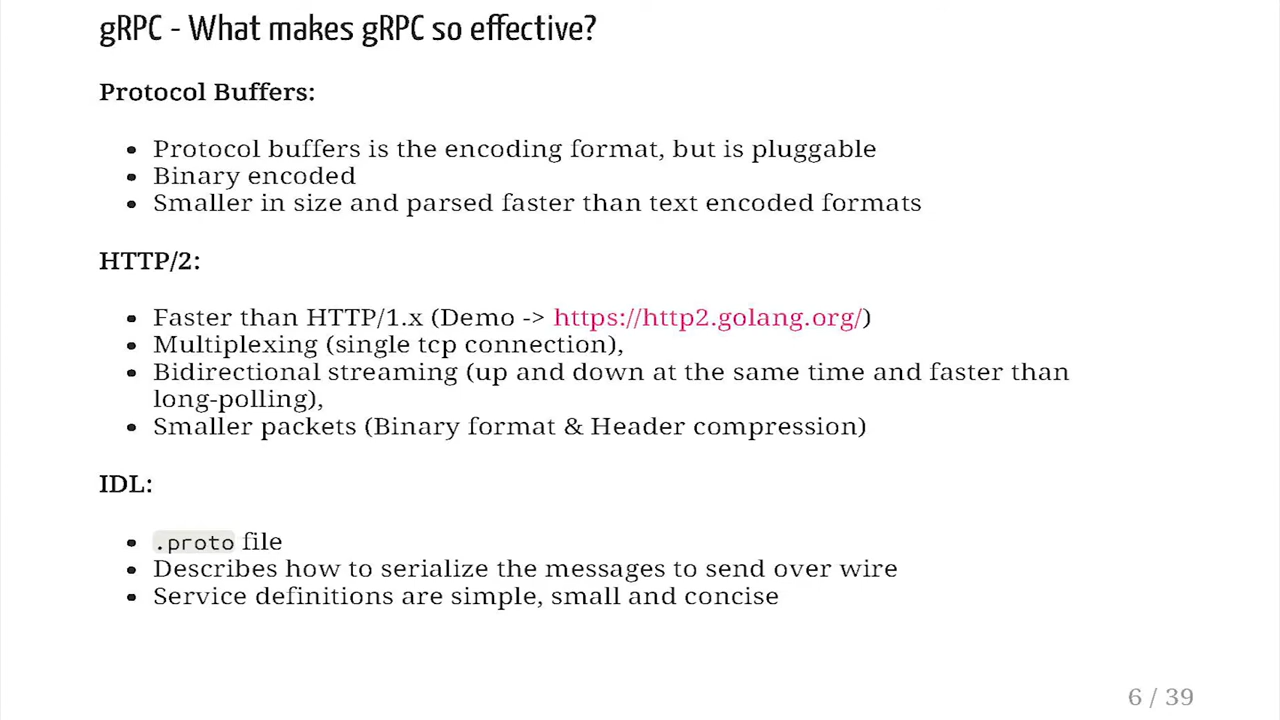 gRPC - What makes gRPC so effective?
Protocol Buffers:
Protocol buffers is the encoding format, but is pluggable
Binary encoded
Smaller in size and parsed faster than text encoded formats
HTTP/2:
Faster than HTTP/1.x (Demo -> https://http2.golang.org/)
Multiplexing (single tcp connection),
Bidirectional streaming (up and down at the same time and faster than
long-polling),
Smaller packets (Binary format & Header compression)
IDL:
.proto file
Describes how to serialize the messages to send over wire
Service definitions are simple, small and concise
6 / 39